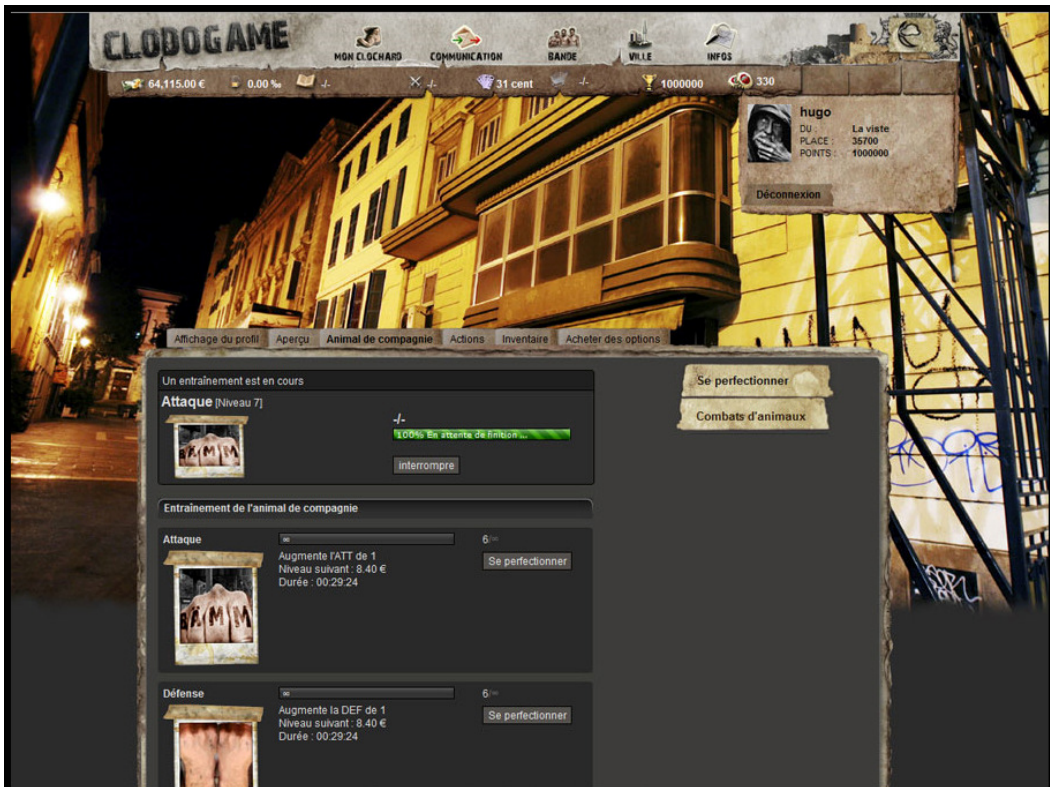 CLODOGAME
MON CLOCHARD COMMUNICATION BANDE VILLE INFOS
64,115.00 € 0.00 ‰ -/- -/- 31 cent -/- 1000000 330
hugo
DU : La viste
PLACE : 35700
POINTS : 1000000
Déconnexion
Affichage du profil Aperçu Animal de compagnie Actions Inventaire Acheter des options
Un entraînement est en cours
Attaque [Niveau 7]
-/-
100% En attente de finition ...
interrompre
BÄMM
Se perfectionner
Combats d'animaux
Entraînement de l'animal de compagnie
Attaque ∞ 6/∞
Augmente l'ATT de 1
Niveau suivant : 8.40 €
Durée : 00:29:24
Se perfectionner
BÄMM
Défense ∞ 6/∞
Augmente la DEF de 1
Niveau suivant : 8.40 €
Durée : 00:29:24
Se perfectionner